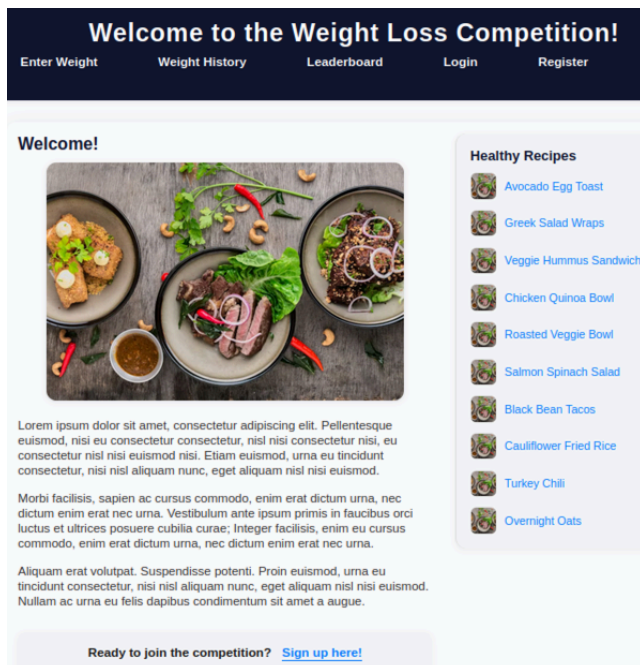 Welcome to the Weight Loss Competition!
Enter Weight
Weight History
Leaderboard
Login
Register
Welcome!
Lorem ipsum dolor sit amet, consectetur adipiscing elit. Pellentesque
euismod, nisi eu consectetur consectetur, nisl nisi consectetur nisi, eu
consectetur nisl nisi euismod nisi. Etiam euismod, urna eu tincidunt
consectetur, nisi nisl aliquam nunc, eget aliquam nisl nisi euismod.
Morbi facilisis, sapien ac cursus commodo, enim erat dictum urna, nec
dictum enim erat nec urna. Vestibulum ante ipsum primis in faucibus orci
luctus et ultrices posuere cubilia curae; Integer facilisis, enim eu cursus
commodo, enim erat dictum urna, nec dictum enim erat nec urna.
Aliquam erat volutpat. Suspendisse potenti. Proin euismod, urna eu
tincidunt consectetur, nisi nisl aliquam nunc, eget aliquam nisl nisi euismod.
Nullam ac urna eu felis dapibus condimentum sit amet a augue.
Ready to join the competition? Sign up here!
Healthy Recipes
Avocado Egg Toast
Greek Salad Wraps
Veggie Hummus Sandwich
Chicken Quinoa Bowl
Roasted Veggie Bowl
Salmon Spinach Salad
Black Bean Tacos
Cauliflower Fried Rice
Turkey Chili
Overnight Oats